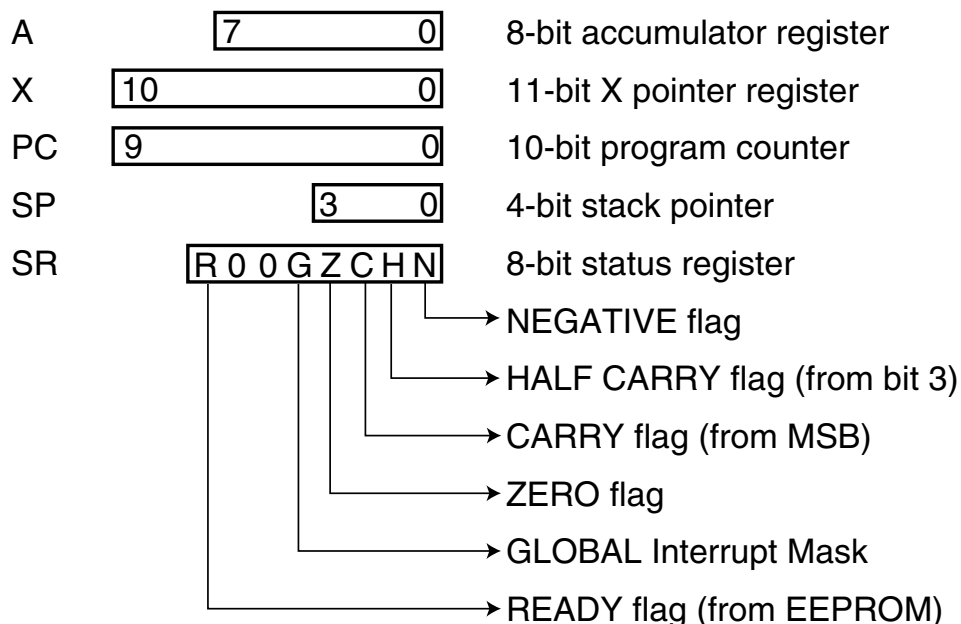 A 7 0 8-bit accumulator register
X 10 0 11-bit X pointer register
PC 9 0 10-bit program counter
SP 3 0 4-bit stack pointer
SR R 0 0 G Z C H N 8-bit status register
NEGATIVE flag
HALF CARRY flag (from bit 3)
CARRY flag (from MSB)
ZERO flag
GLOBAL Interrupt Mask
READY flag (from EEPROM)